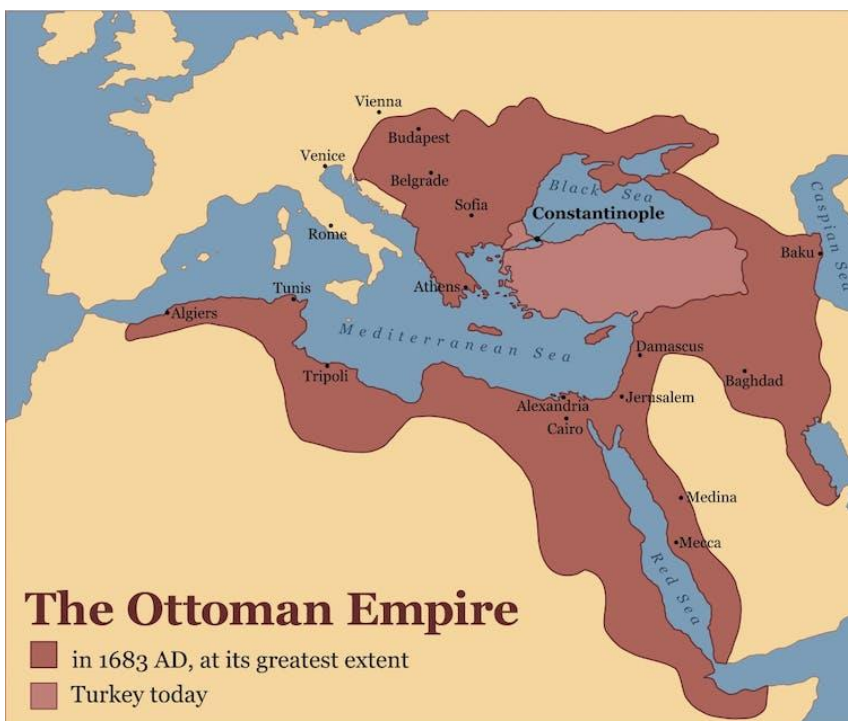 Vienna
Budapest
Venice
Belgrade
Black Sea
Caspian Sea
Sofia
Constantinople
Rome
Baku
Tunis
Athens
Algiers
Mediterranean Sea
Damascus
Tripoli
Baghdad
Alexandria
Jerusalem
Cairo
Medina
Mecca
Red Sea
The Ottoman Empire
in 1683 AD, at its greatest extent
Turkey today